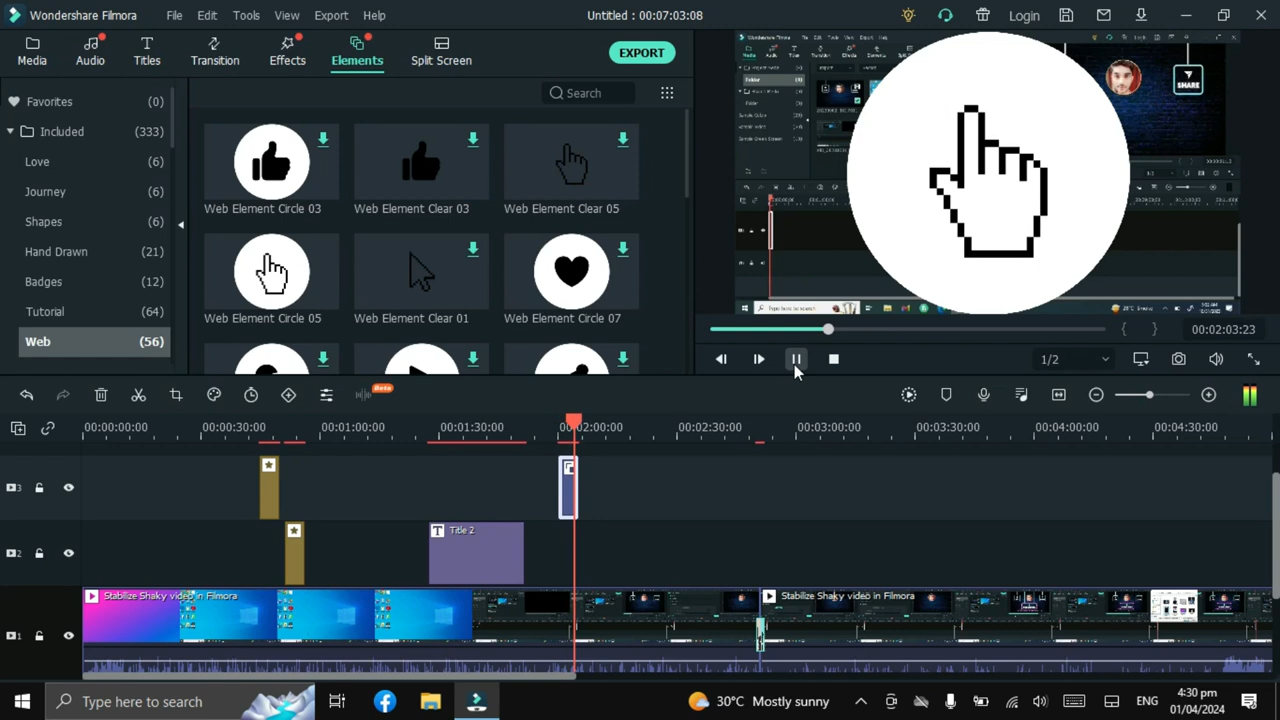 Wondershare Filmora
File Edit Tools View Export Help
Untitled : 00:07:03:08
Login
Media Audio Titles Transition Effects Elements Split Screen
EXPORT
Favorites (0)
Included (333)
Love (6)
Journey (6)
Shapes (6)
Hand Drawn (21)
Badges (12)
(64)
Web (56)
Search
Web Element Circle 03
Web Element Clear 03
Web Element Clear 05
Web Element Circle 05
Web Element Clear 01
Web Element Circle 07
SHARE
Type here to search
00:02:03:23
1/2
Beta
00:00:00:00 00:00:30:00 00:01:00:00 00:01:30:00 00:02:00:00 00:02:30:00 00:03:00:00 00:03:30:00 00:04:00:00 00:04:30:00
3
2
Title 2
Stabilize Shaky video in Filmora
Stabilize Shaky video in Filmora
Type here to search
30°C Mostly sunny
ENG
4:30 pm
01/04/2024